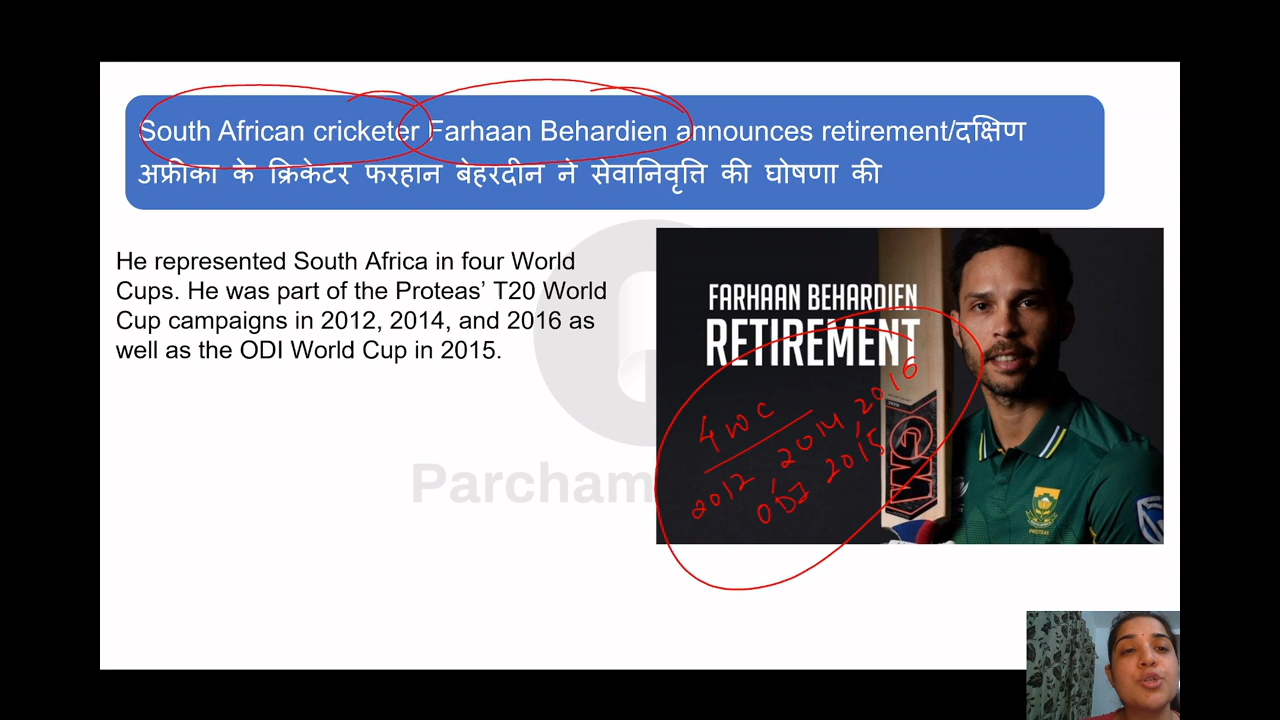 South African cricketer Farhaan Behardien announces retirement/दक्षिण
अफ्रीका के क्रिकेटर फरहान बेहरदीन ने सेवानिवृत्ति की घोषणा की
He represented South Africa in four World
Cups. He was part of the Proteas’ T20 World
Cup campaigns in 2012, 2014, and 2016 as
well as the ODI World Cup in 2015.
Parcham
FARHAAN BEHARDIEN
RETIREMENT
4 WC
2012, 2014, 2016
ODI 2015
GM
PROTEAS